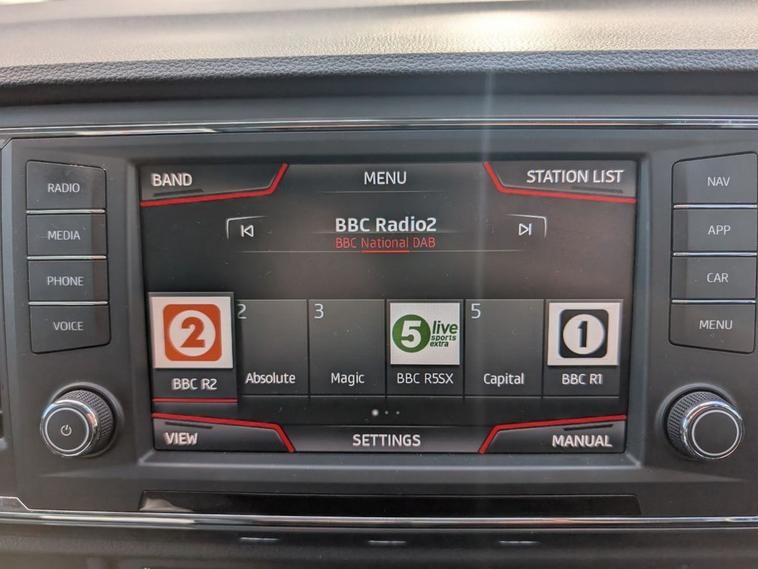 RADIO
MEDIA
PHONE
VOICE
BAND
MENU
STATION LIST
BBC Radio2
BBC National DAB
2
BBC R2
2
Absolute
3
Magic
5 live
sports
extra
BBC R5SX
5
Capital
1
BBC R1
VIEW
SETTINGS
MANUAL
NAV
APP
CAR
MENU